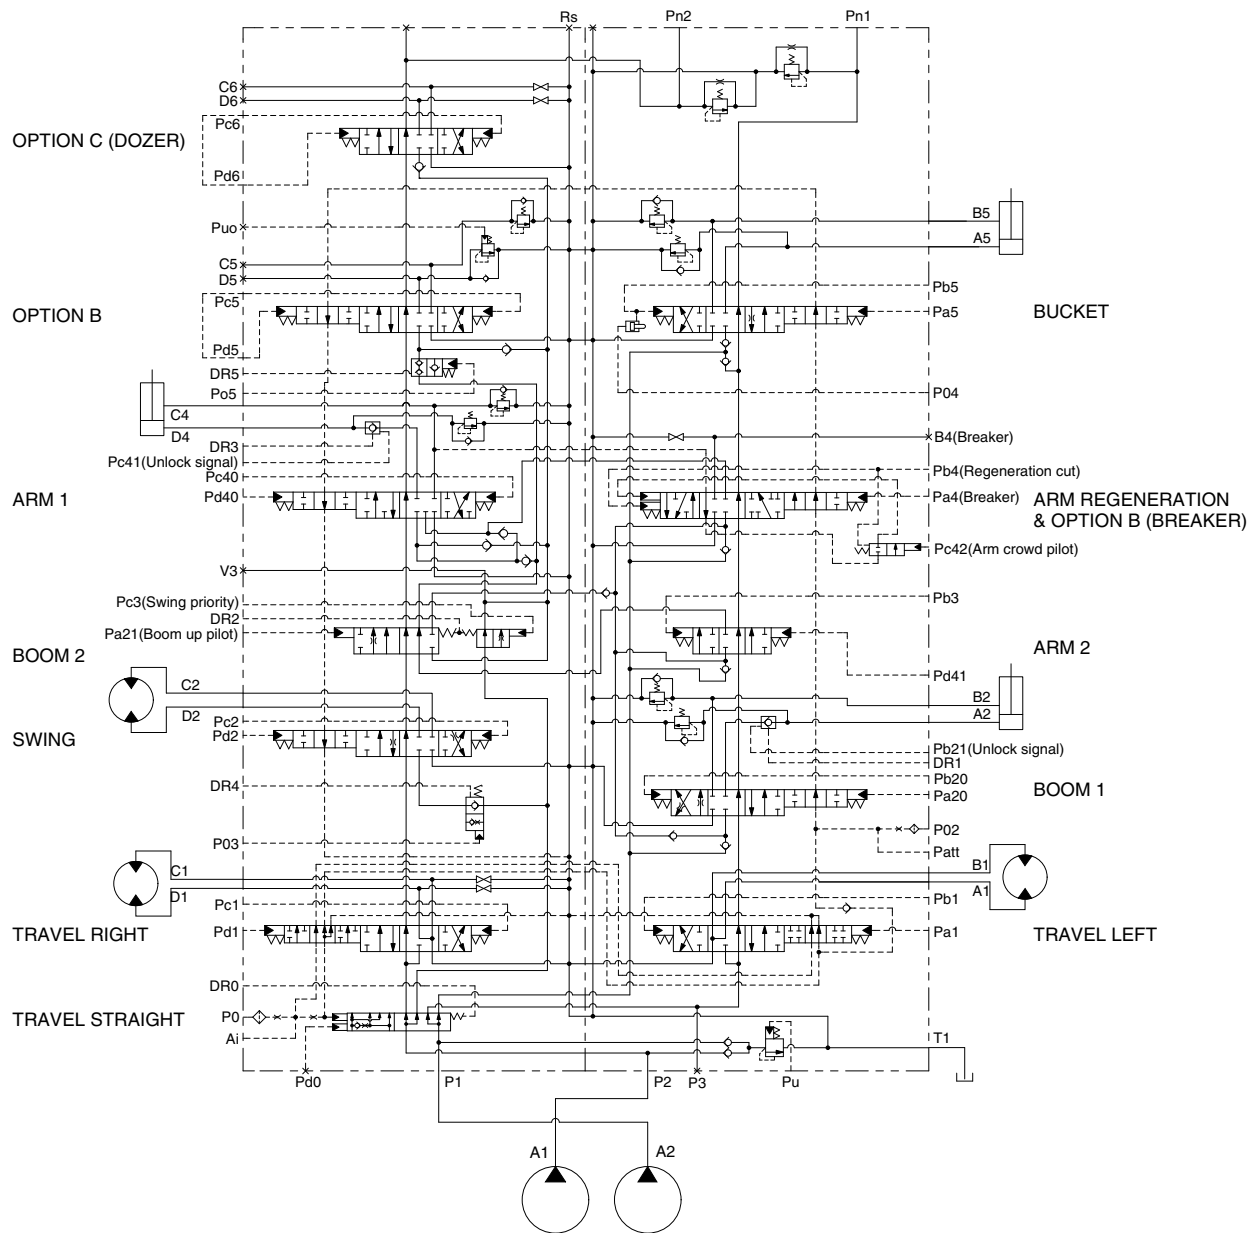 Rs
Pn2
Pn1
C6
D6
Pc6
OPTION C (DOZER)
Pd6
Puo
C5
D5
Pc5
OPTION B
Pd5
DR5
Po5
C4
D4
DR3
Pc41(Unlock signal)
Pc40
ARM 1
Pd40
V3
Pc3(Swing priority)
DR2
Pa21(Boom up pilot)
BOOM 2
C2
D2
Pc2
SWING
Pd2
DR4
P03
C1
D1
Pc1
TRAVEL RIGHT
Pd1
DR0
TRAVEL STRAIGHT
P0
Ai
Pd0
P1
P2
P3
Pu
T1
A1
A2
B5
A5
Pb5
Pa5
BUCKET
P04
B4(Breaker)
Pb4(Regeneration cut)
Pa4(Breaker)
ARM REGENERATION
& OPTION B (BREAKER)
Pc42(Arm crowd pilot)
Pb3
ARM 2
Pd41
B2
A2
Pb21(Unlock signal)
DR1
Pb20
Pa20
BOOM 1
P02
Patt
B1
A1
Pb1
Pa1
TRAVEL LEFT